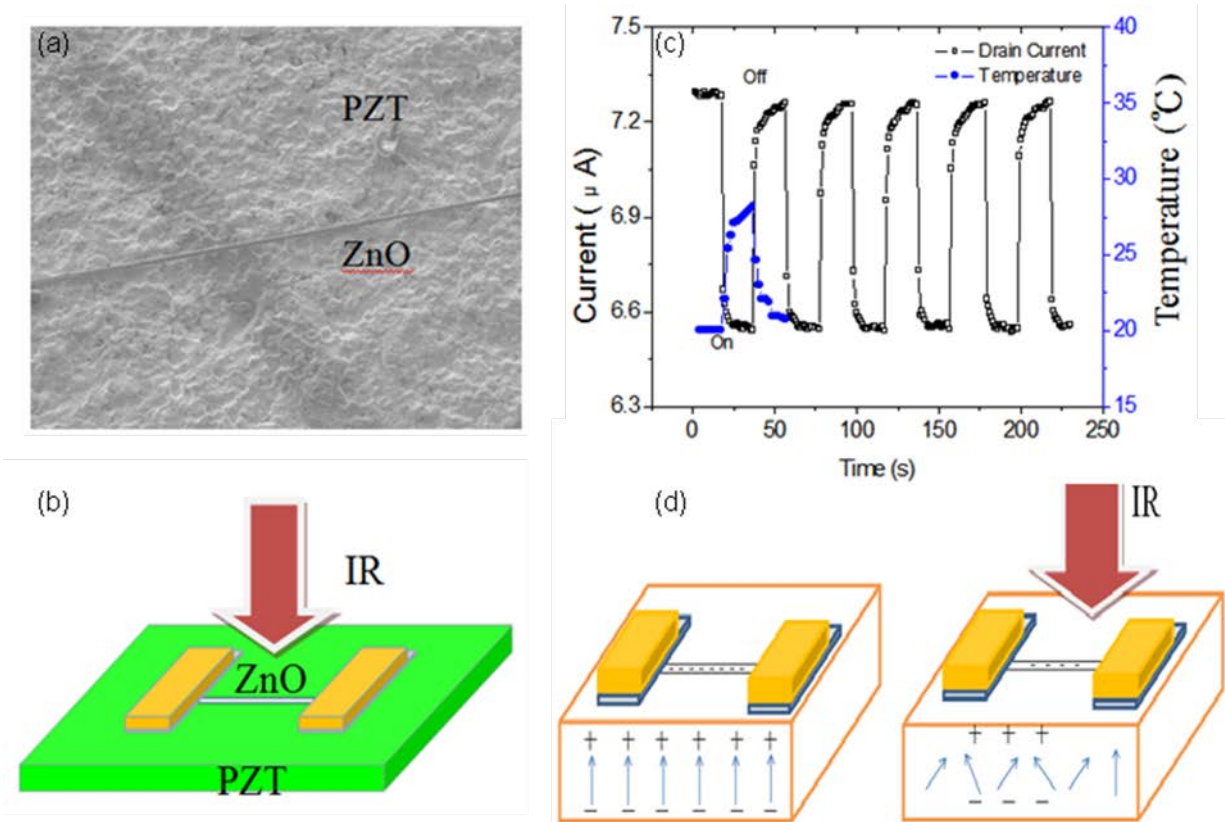 (a)
PZT
ZnO
(c)
7.5
7.2
6.9
6.6
6.3
Current ( μ A)
Off
On
Drain Current
Temperature
40
35
30
25
20
15
Temperature (℃)
0 50 100 150 200 250
Time (s)
(b)
IR
ZnO
PZT
(d)
IR
+ + + + + +
− − − − − −
+ + +
− − −